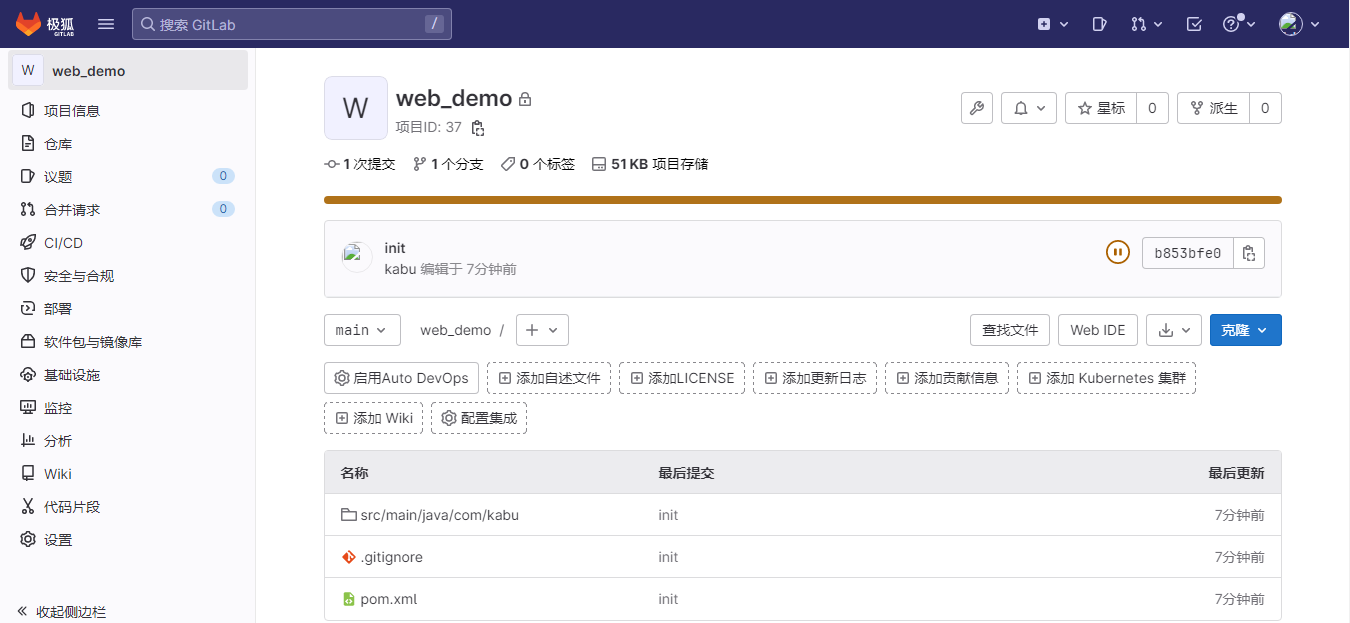 极狐 GITLAB
搜索 GitLab /
W web_demo
项目信息
仓库
议题 0
合并请求 0
CI/CD
安全与合规
部署
软件包与镜像库
基础设施
监控
分析
Wiki
代码片段
设置
收起侧边栏
W
web_demo
项目ID: 37
星标 0 派生 0
1 次提交 1 个分支 0 个标签 51 KB 项目存储
init
kabu 编辑于 7分钟前
b853bfe0
main web_demo / + 查找文件 Web IDE 克隆
启用Auto DevOps 添加自述文件 添加LICENSE 添加更新日志 添加贡献信息 添加 Kubernetes 集群
添加 Wiki 配置集成
名称 最后提交 最后更新
src/main/java/com/kabu init 7分钟前
.gitignore init 7分钟前
pom.xml init 7分钟前